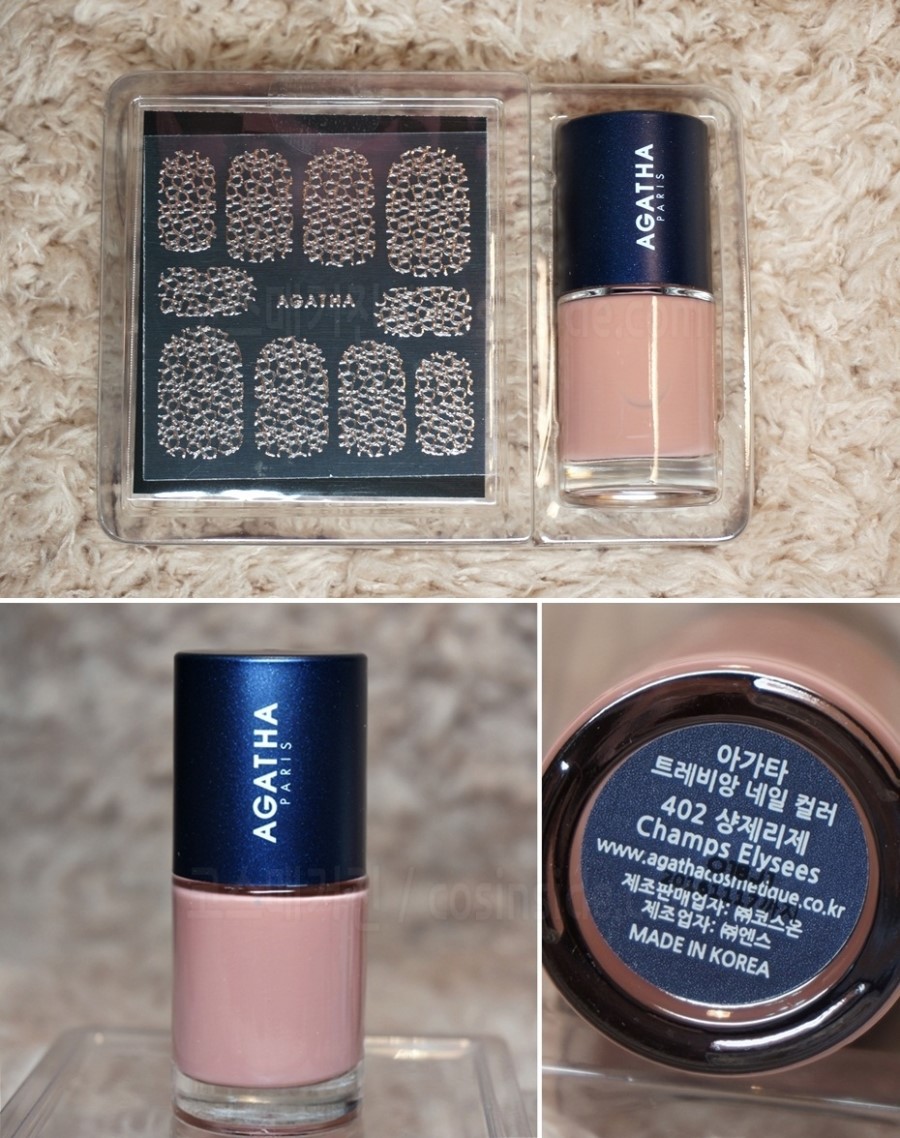 AGATHA
PARIS
AGATHA
AGATHA
PARIS
아가타
트레비앙 네일 컬러
402 샹제리제
Champs Elysees
www.agathacosmetique.co.kr
제조판매업자: ㈜코스온
제조업자: ㈜엔스
MADE IN KOREA